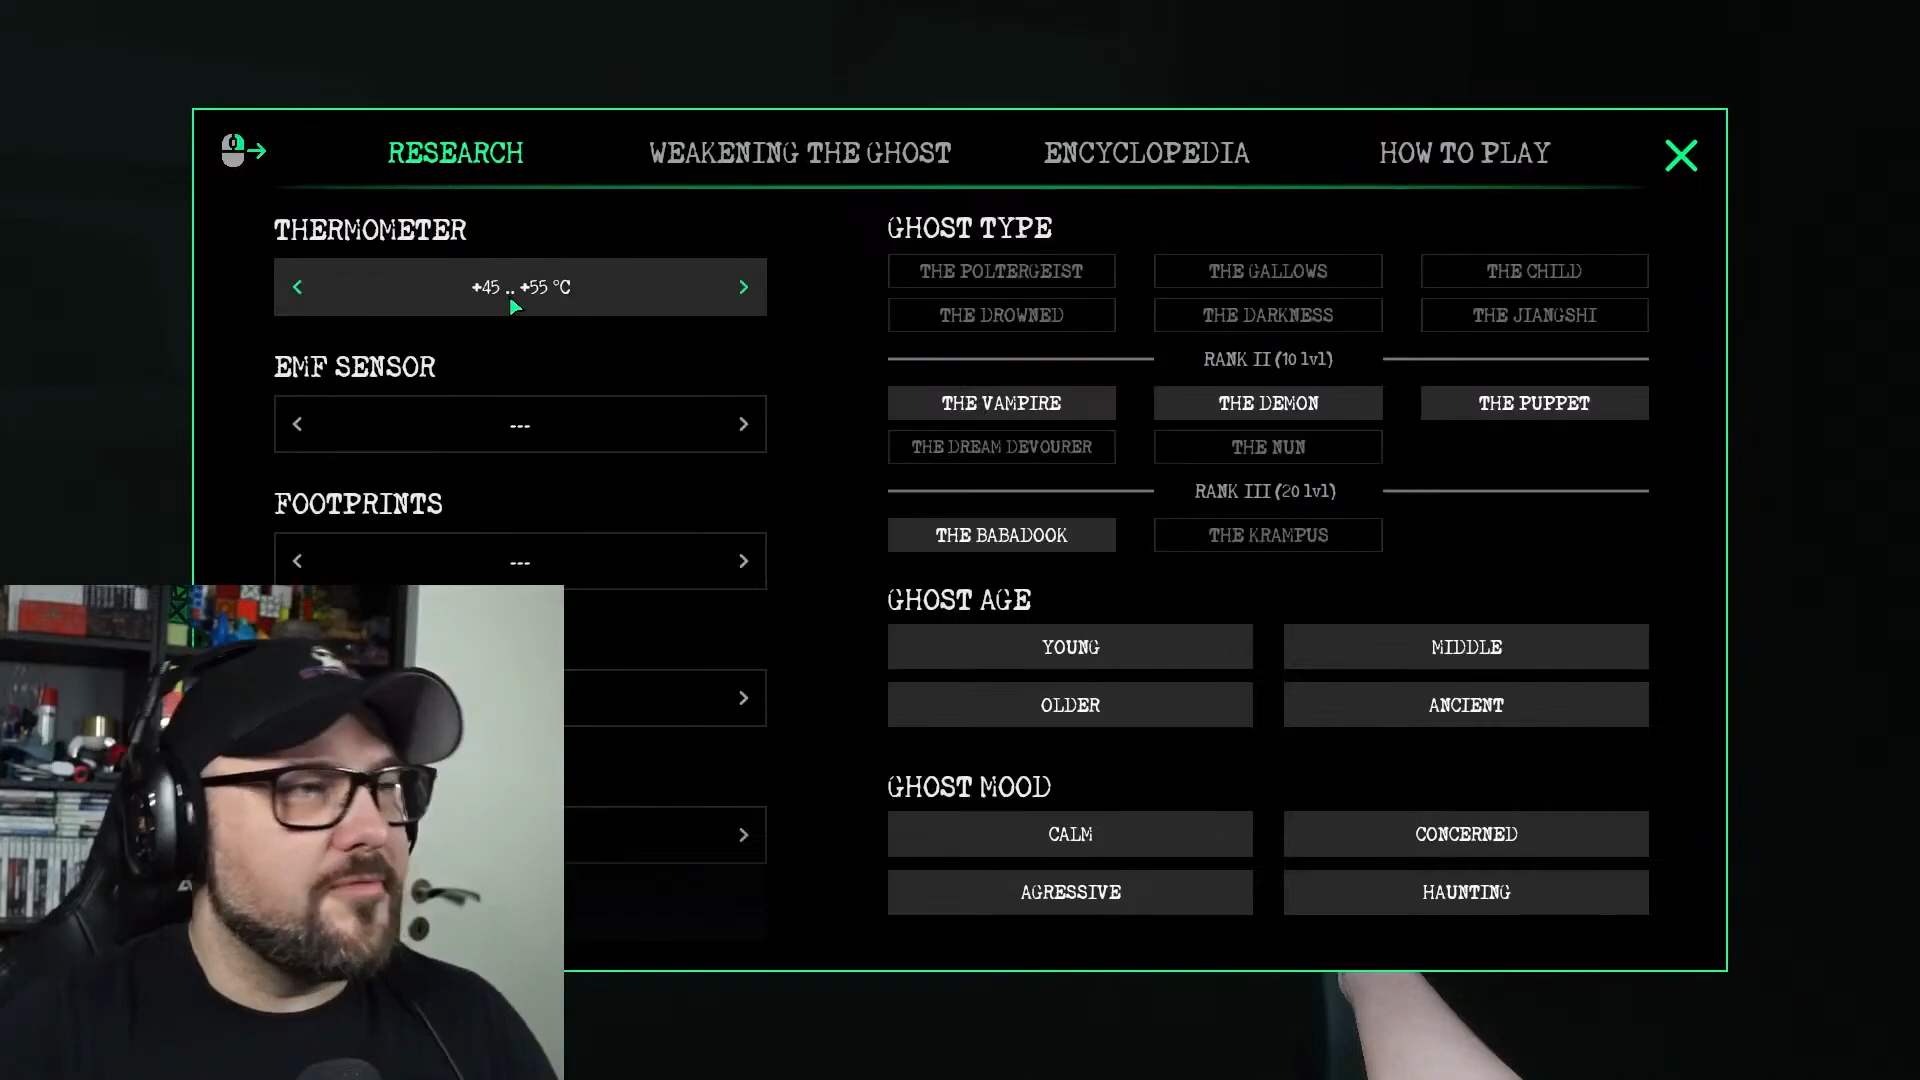 RESEARCH
WEAKENING THE GHOST
ENCYCLOPEDIA
HOW TO PLAY
THERMOMETER
+45 .. +55 °C
EMF SENSOR
---
FOOTPRINTS
---
GHOST TYPE
THE POLTERGEIST
THE GALLOWS
THE CHILD
THE DROWNED
THE DARKNESS
THE JIANGSHI
RANK II (10 lvl)
THE VAMPIRE
THE DEMON
THE PUPPET
THE DREAM DEVOURER
THE NUN
RANK III (20 lvl)
THE BABADOOK
THE KRAMPUS
GHOST AGE
YOUNG
MIDDLE
OLDER
ANCIENT
GHOST MOOD
CALM
CONCERNED
AGRESSIVE
HAUNTING